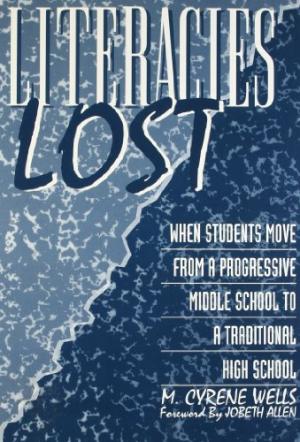 LITERACIES
LOST
WHEN STUDENTS MOVE
FROM A PROGRESSIVE
MIDDLE SCHOOL TO
A TRADITIONAL
HIGH SCHOOL
M. CYRENE WELLS
Foreword By JOBETH ALLEN